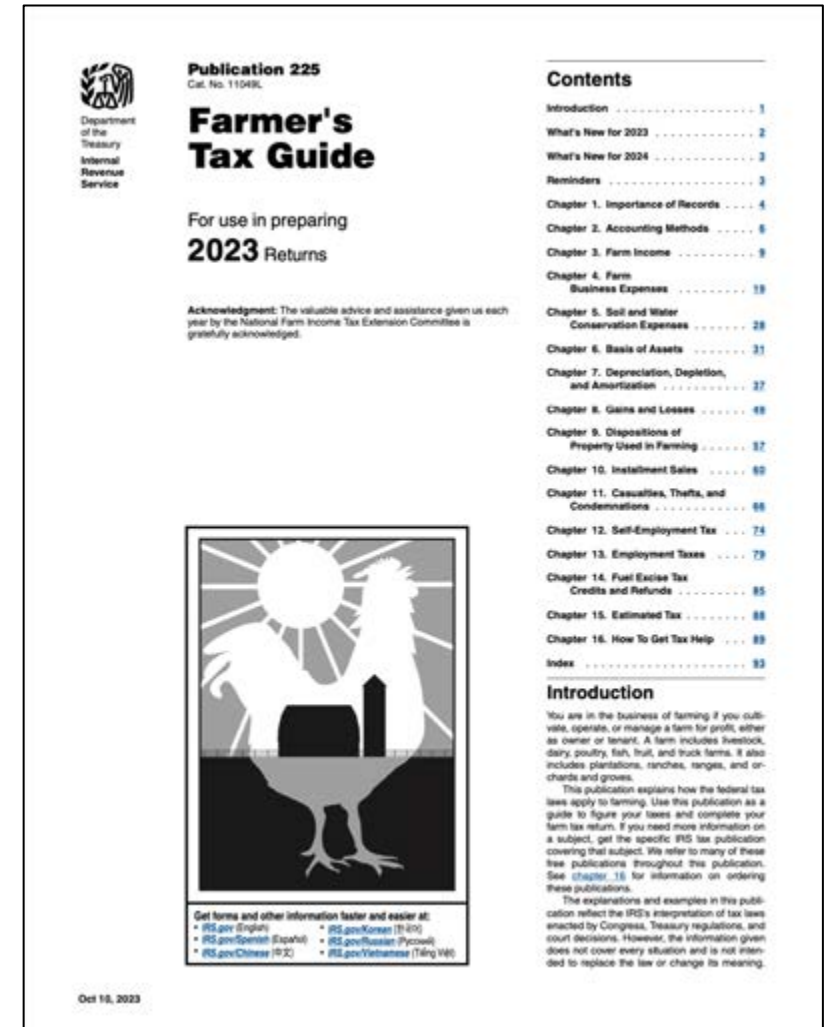 Department
of the
Treasury
Internal
Revenue
Service
Publication 225
Cat. No. 11049L
Farmer's
Tax Guide
For use in preparing
2023 Returns
Acknowledgment: The valuable advice and assistance given us each
year by the National Farm Income Tax Extension Committee is
gratefully acknowledged.
Get forms and other information faster and easier at:
• IRS.gov (English)
• IRS.gov/Spanish (Español)
• IRS.gov/Chinese (中文)
• IRS.gov/Korean (한국어)
• IRS.gov/Russian (Pусский)
• IRS.gov/Vietnamese (Tiếng Việt)
Oct 10, 2023
Contents
Introduction . . . . . . . . . . . . . . . . . . 1
What's New for 2023 . . . . . . . . . . . . . 2
What's New for 2024 . . . . . . . . . . . . . 3
Reminders . . . . . . . . . . . . . . . . . . . 3
Chapter 1. Importance of Records . . . . 4
Chapter 2. Accounting Methods . . . . . 6
Chapter 3. Farm Income . . . . . . . . . . 9
Chapter 4. Farm
Business Expenses . . . . . . . . . 19
Chapter 5. Soil and Water
Conservation Expenses . . . . . . . 28
Chapter 6. Basis of Assets . . . . . . . 31
Chapter 7. Depreciation, Depletion,
and Amortization . . . . . . . . . . . 37
Chapter 8. Gains and Losses . . . . . . 49
Chapter 9. Dispositions of
Property Used in Farming . . . . . . 57
Chapter 10. Installment Sales . . . . . 60
Chapter 11. Casualties, Thefts, and
Condemnations . . . . . . . . . . . . 66
Chapter 12. Self-Employment Tax . . . 74
Chapter 13. Employment Taxes . . . . 79
Chapter 14. Fuel Excise Tax
Credits and Refunds . . . . . . . . . 85
Chapter 15. Estimated Tax . . . . . . . . 88
Chapter 16. How To Get Tax Help . . . 89
Index . . . . . . . . . . . . . . . . . . . . . 93
Introduction
You are in the business of farming if you culti-
vate, operate, or manage a farm for profit, either
as owner or tenant. A farm includes livestock,
dairy, poultry, fish, fruit, and truck farms. It also
includes plantations, ranches, ranges, and or-
chards and groves.
This publication explains how the federal tax
laws apply to farming. Use this publication as a
guide to figure your taxes and complete your
farm tax return. If you need more information on
a subject, get the specific IRS tax publication
covering that subject. We refer to many of these
free publications throughout this publication.
See chapter 16 for information on ordering
these publications.
The explanations and examples in this publi-
cation reflect the IRS's interpretation of tax laws
enacted by Congress, Treasury regulations, and
court decisions. However, the information given
does not cover every situation and is not inten-
ded to replace the law or change its meaning.